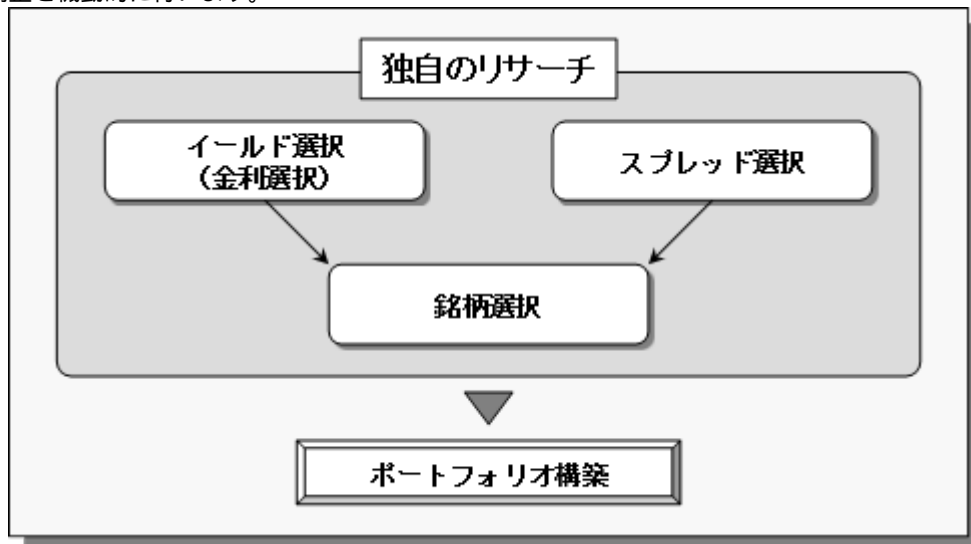 独自のリサーチ
イールド選択
（金利選択）
スプレッド選択
銘柄選択
ポートフォリオ構築